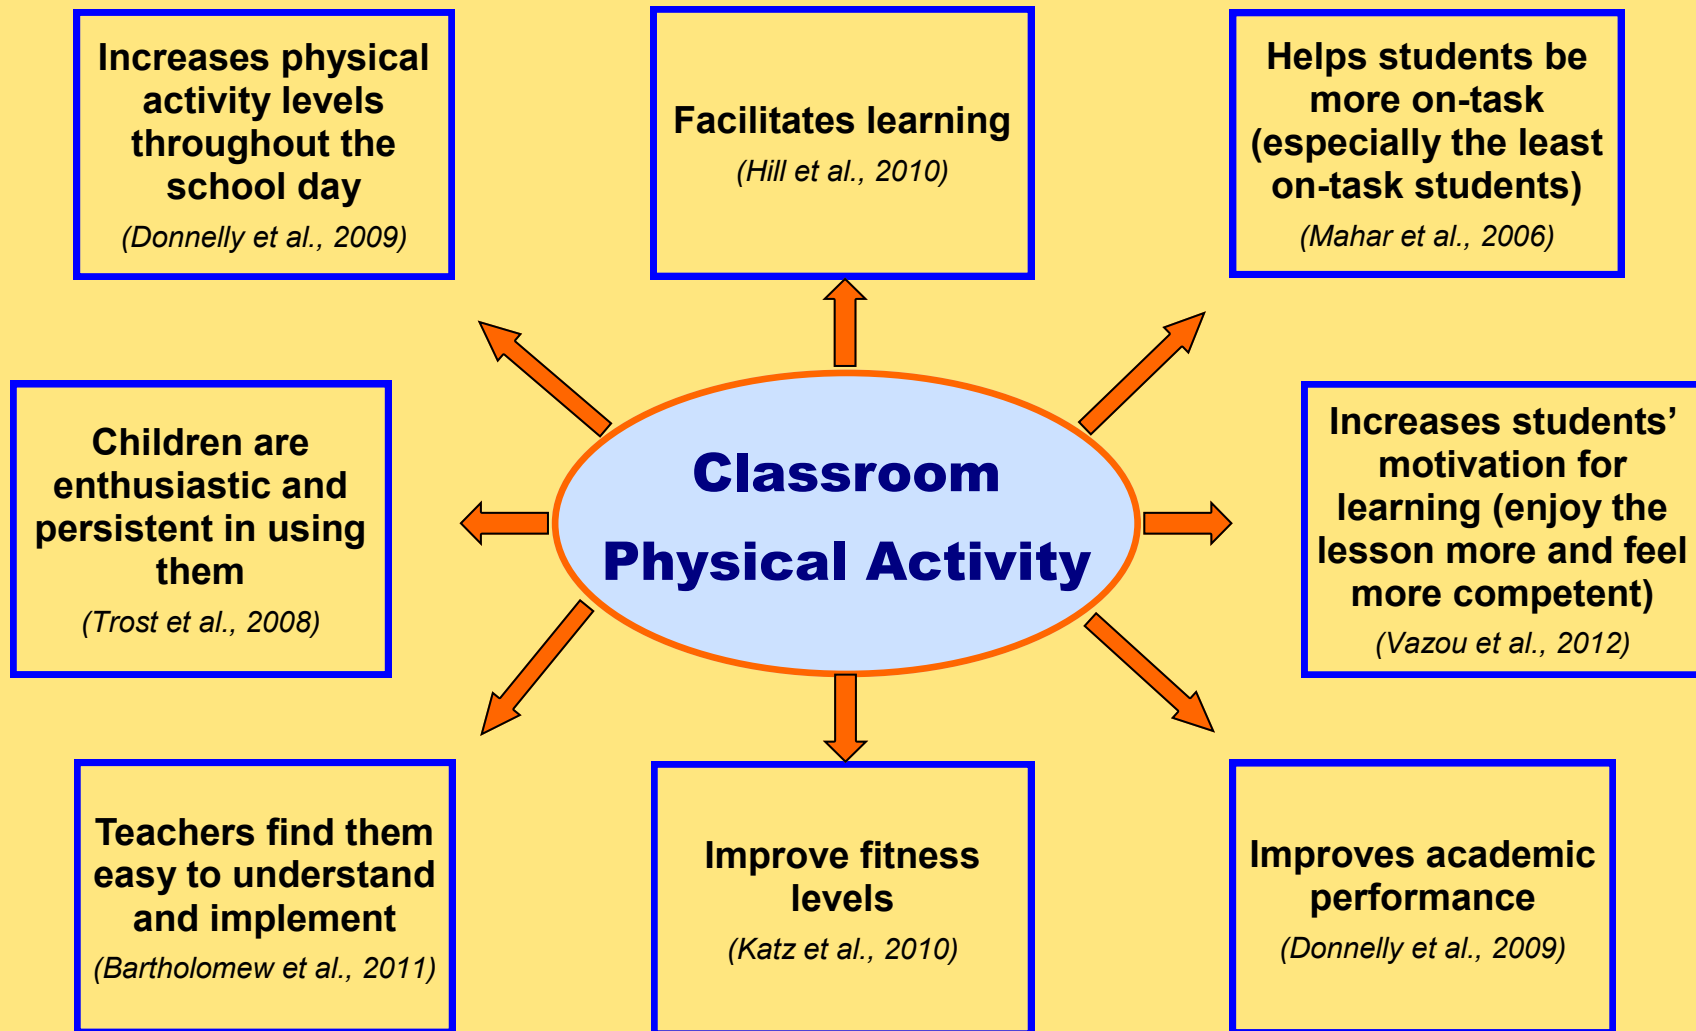 Increases physical
activity levels
throughout the
school day
(Donnelly et al., 2009)
Facilitates learning
(Hill et al., 2010)
Helps students be
more on-task
(especially the least
on-task students)
(Mahar et al., 2006)
Children are
enthusiastic and
persistent in using
them
(Trost et al., 2008)
Classroom
Physical Activity
Increases students’
motivation for
learning (enjoy the
lesson more and feel
more competent)
(Vazou et al., 2012)
Teachers find them
easy to understand
and implement
(Bartholomew et al., 2011)
Improve fitness
levels
(Katz et al., 2010)
Improves academic
performance
(Donnelly et al., 2009)